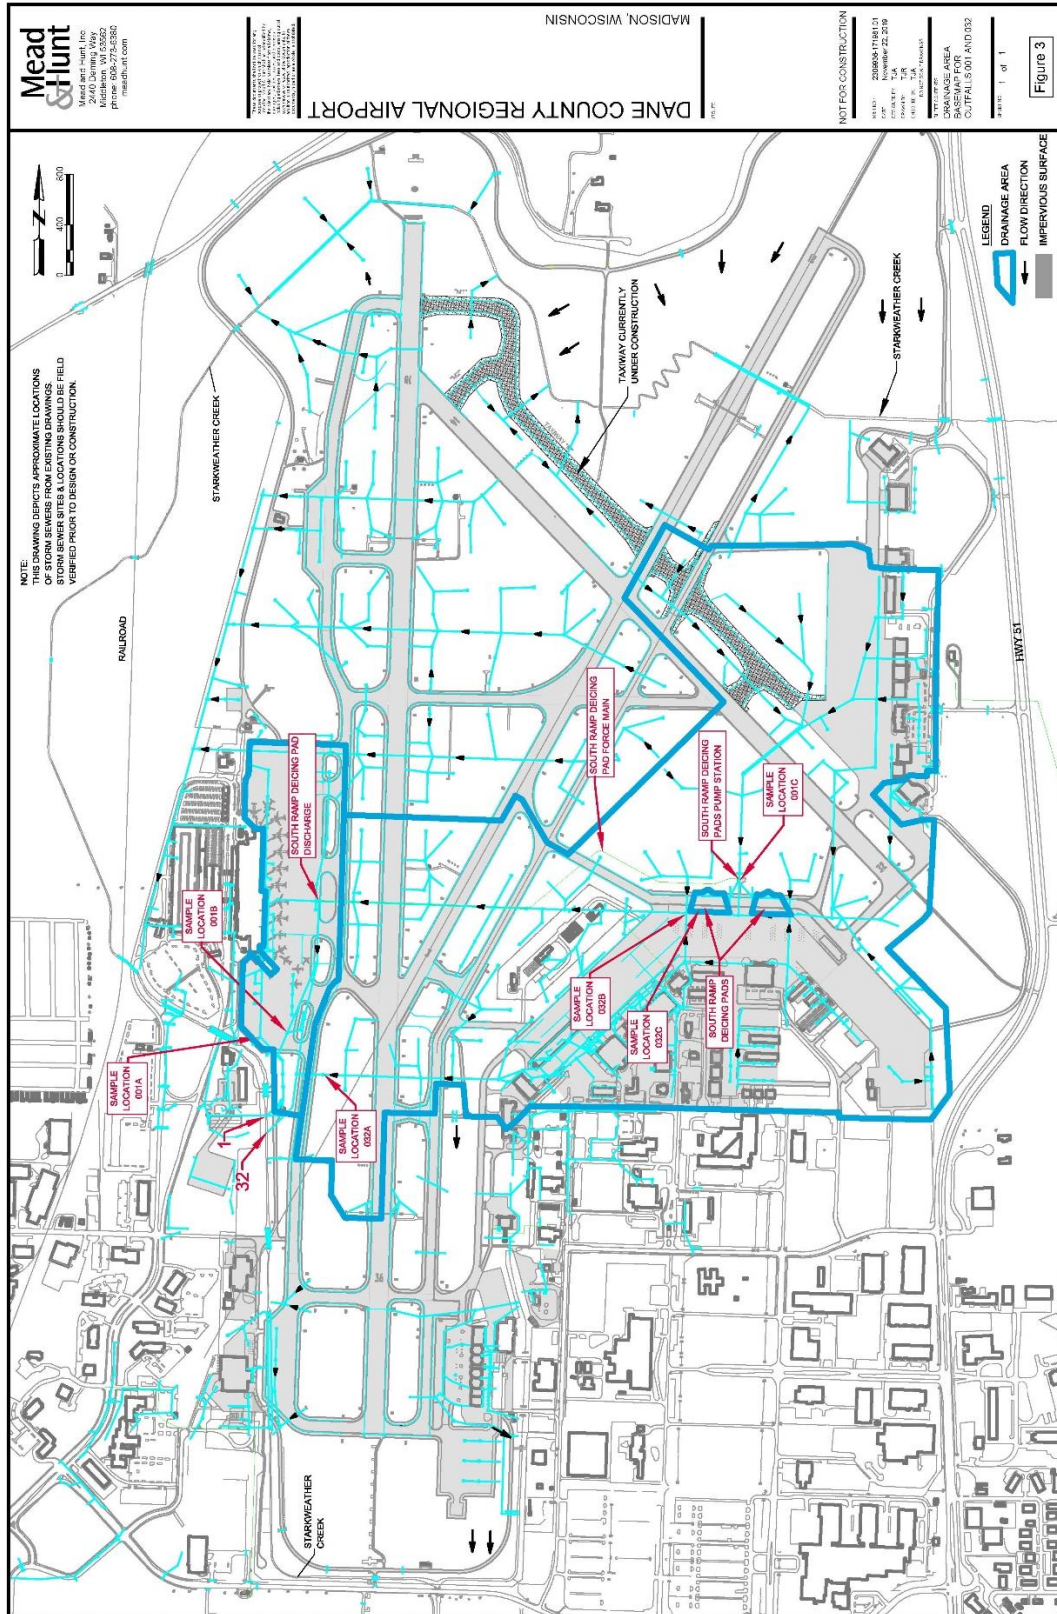 Mead
& Hunt
Mead and Hunt, Inc
2440 Deming Way
Middleton, WI 53562
phone: 608-273-6380
meadhunt.com
DANE COUNTY REGIONAL AIRPORT
MADISON, WISCONSIN
NOT FOR CONSTRUCTION
November 22, 2019
TJA
TJR
TJA
DRAINAGE AREA
BASEMAP FOR
OUTFALLS 001 AND 032
1 of 1
Figure 3
NOTE:
THIS DRAWING DEPICTS APPROXIMATE LOCATIONS
OF STORM SEWERS FROM EXISTING DRAWINGS.
STORM SEWER SITES & LOCATIONS SHOULD BE FIELD
VERIFIED PRIOR TO DESIGN OR CONSTRUCTION.
N
0 400 800
RAILROAD
STARKWEATHER CREEK
TAXIWAY CURRENTLY
UNDER CONSTRUCTION
STARKWEATHER CREEK
LEGEND
DRAINAGE AREA
FLOW DIRECTION
IMPERVIOUS SURFACE
HWY 51
SOUTH RAMP DEICING PAD
DISCHARGE
SOUTH RAMP DEICING
PAD FORCE MAIN
SOUTH RAMP DEICING
PADS PUMP STATION
SAMPLE
LOCATION
001C
SAMPLE
LOCATION
001B
SAMPLE
LOCATION
001A
SAMPLE
LOCATION
032A
SAMPLE
LOCATION
032B
SAMPLE
LOCATION
032C
SOUTH RAMP
DEICING PADS
1
32
36
STARKWEATHER
CREEK